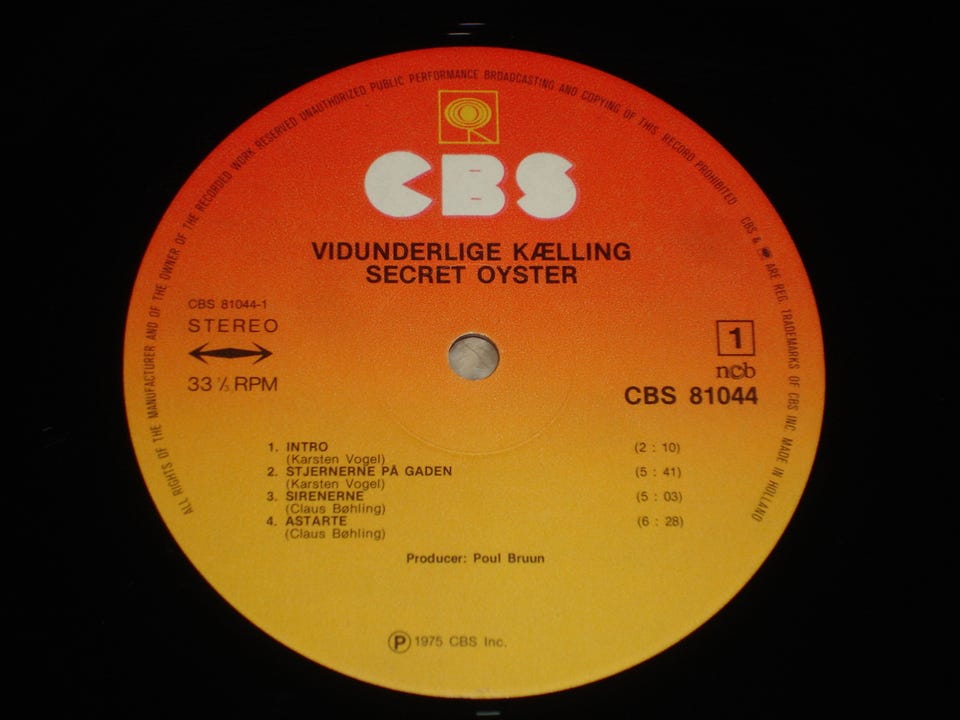 ALL RIGHTS OF THE MANUFACTURER AND OF THE OWNER OF THE RECORDED WORK RESERVED UNAUTHORIZED PUBLIC PERFORMANCE BROADCASTING AND COPYING OF THIS RECORD PROHIBITED
CBS & ARE REG. TRADEMARKS OF CBS INC. MADE IN HOLLAND
CBS
VIDUNDERLIGE KÆLLING
SECRET OYSTER
CBS 81044-1
STEREO
33 ⅓ RPM
1
ncb
CBS 81044
1. INTRO (2 : 10)
(Karsten Vogel)
2. STJERNERNE PÅ GADEN (5 : 41)
(Karsten Vogel)
3. SIRENERNE (5 : 03)
(Claus Bøhling)
4. ASTARTE (6 : 28)
(Claus Bøhling)
Producer: Poul Bruun
℗ 1975 CBS Inc.